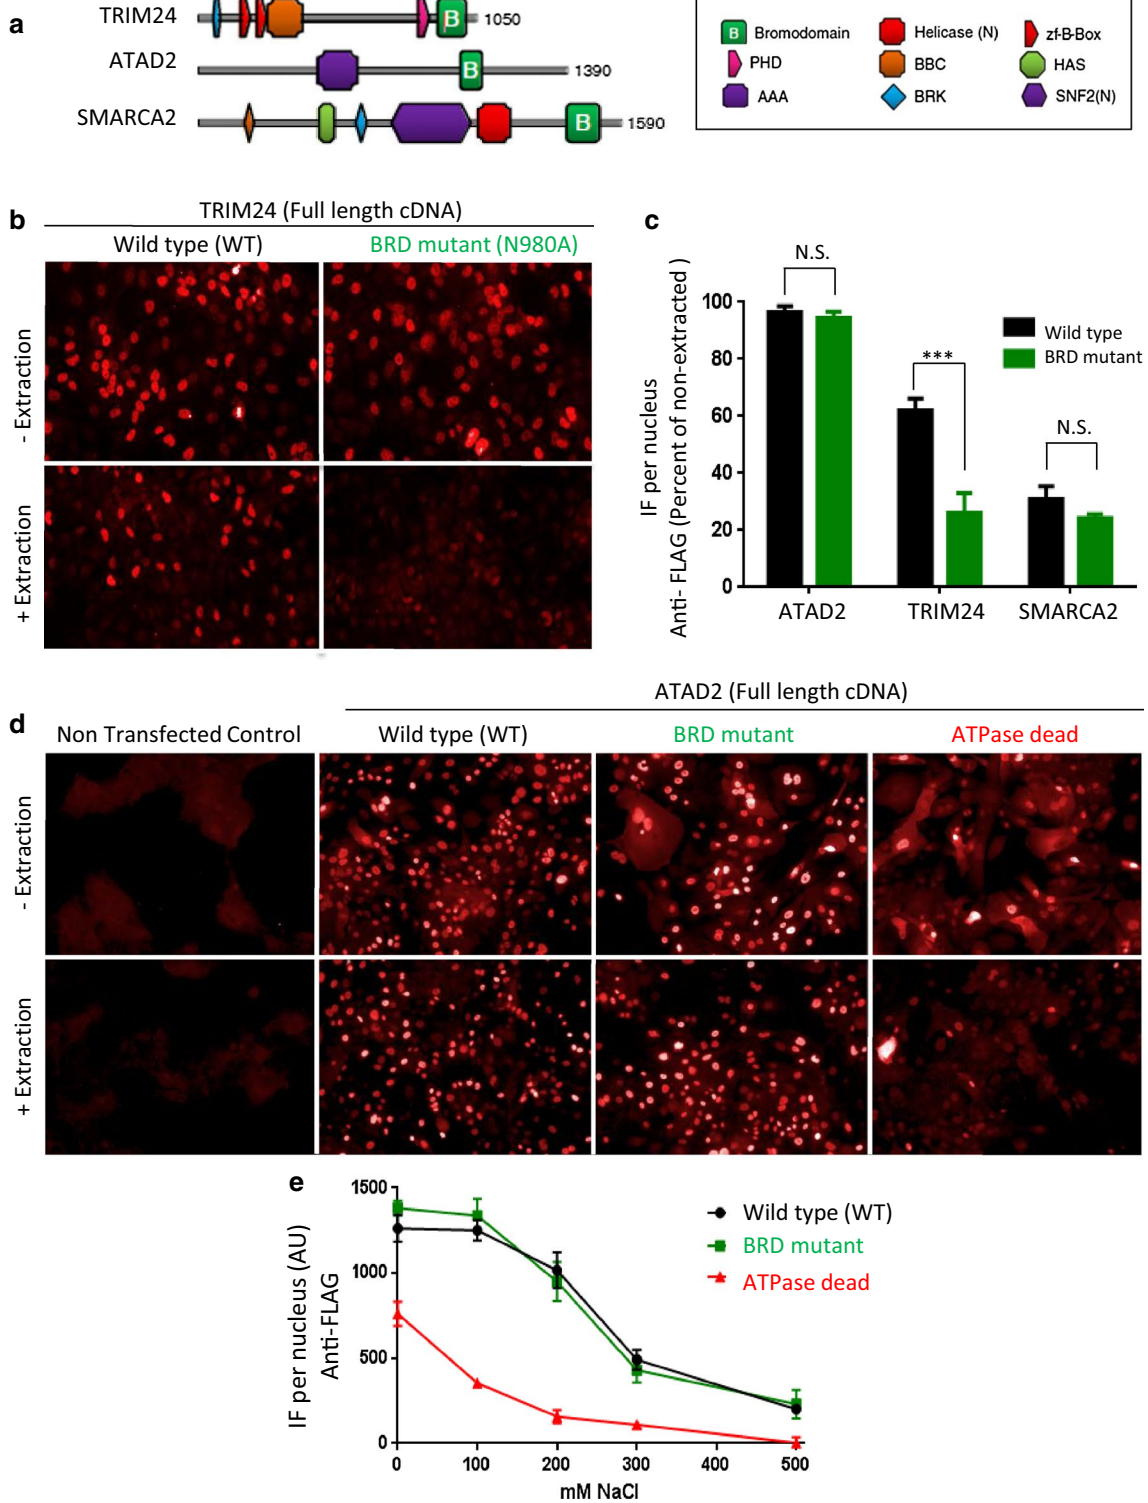 a
TRIM24
B
1050
ATAD2
B
1390
SMARCA2
B
1590
B Bromodomain
Helicase (N)
zf-B-Box
PHD
BBC
HAS
AAA
BRK
SNF2(N)
b
TRIM24 (Full length cDNA)
Wild type (WT)
BRD mutant (N980A)
- Extraction
+ Extraction
c
IF per nucleus
Anti- FLAG (Percent of non-extracted )
100
80
60
40
20
0
N.S.
***
N.S.
Wild type
BRD mutant
ATAD2
TRIM24
SMARCA2
d
ATAD2 (Full length cDNA)
Non Transfected Control
Wild type (WT)
BRD mutant
ATPase dead
- Extraction
+ Extraction
e
IF per nucleus (AU)
Anti-FLAG
1500
1000
500
0
Wild type (WT)
BRD mutant
ATPase dead
0 100 200 300 400 500
mM NaCl